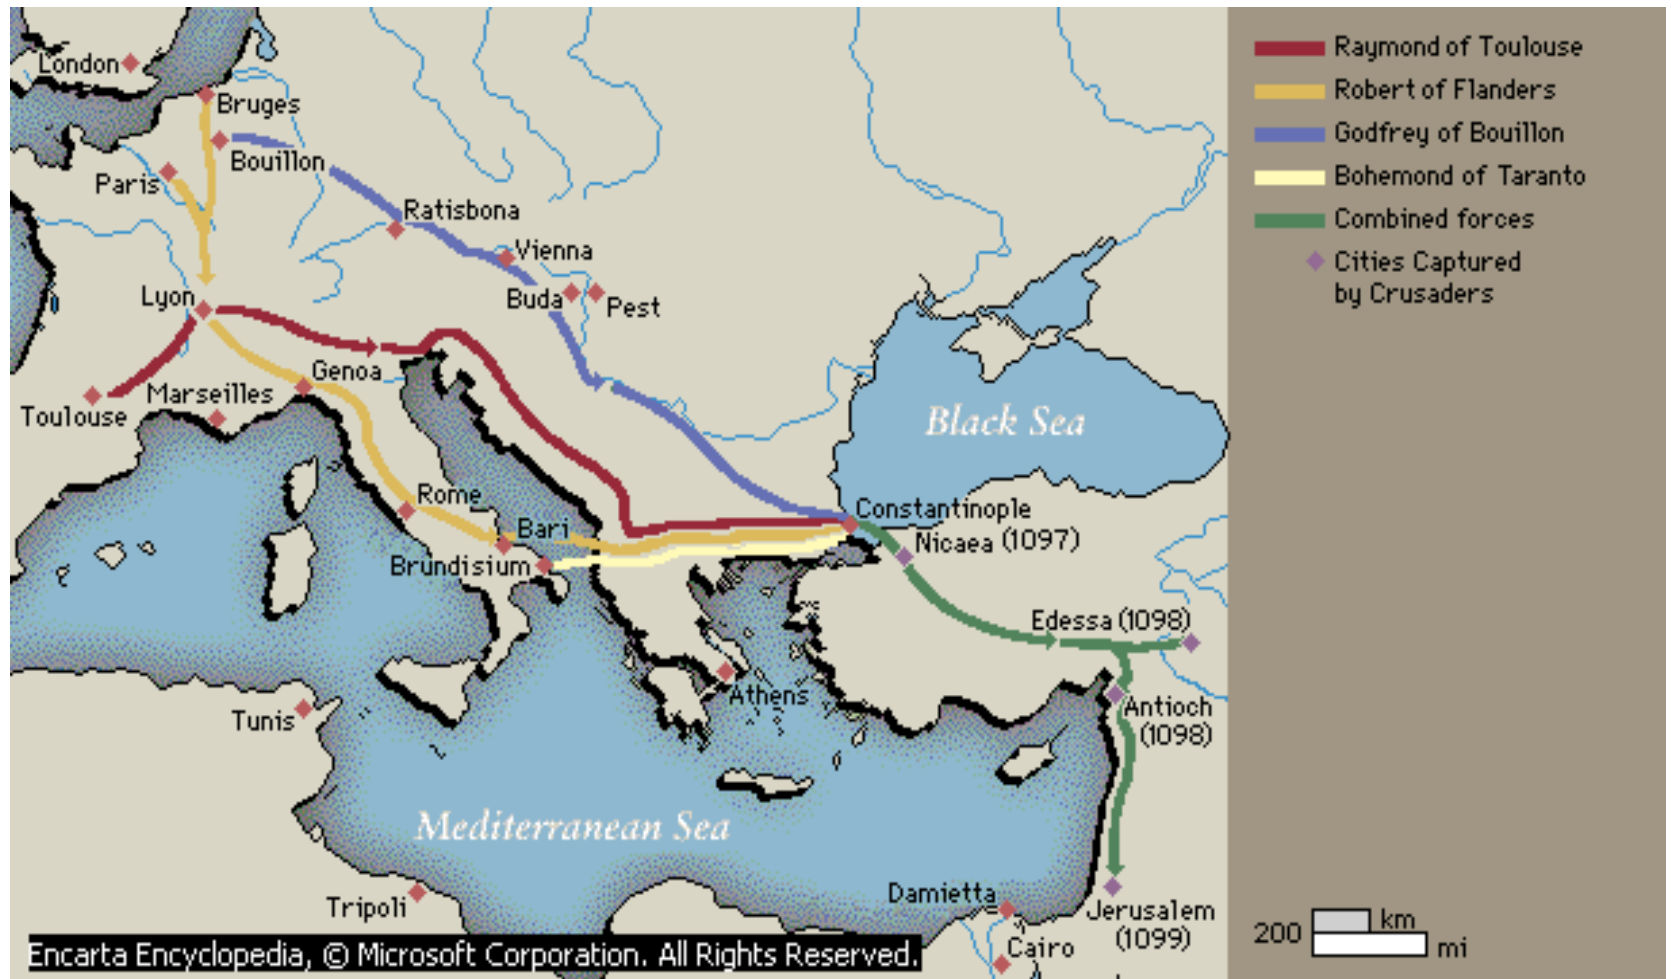 London
Bruges
Bouillon
Paris
Ratisbona
Vienna
Buda
Pest
Lyon
Genoa
Marseilles
Toulouse
Black Sea
Rome
Bari
Brundisium
Constantinople
Nicaea (1097)
Edessa (1098)
Athens
Antioch
(1098)
Tunis
Mediterranean Sea
Tripoli
Damietta
Jerusalem
(1099)
Cairo
Encarta Encyclopedia, © Microsoft Corporation. All Rights Reserved.
Raymond of Toulouse
Robert of Flanders
Godfrey of Bouillon
Bohemond of Taranto
Combined forces
Cities Captured
by Crusaders
200 km
mi